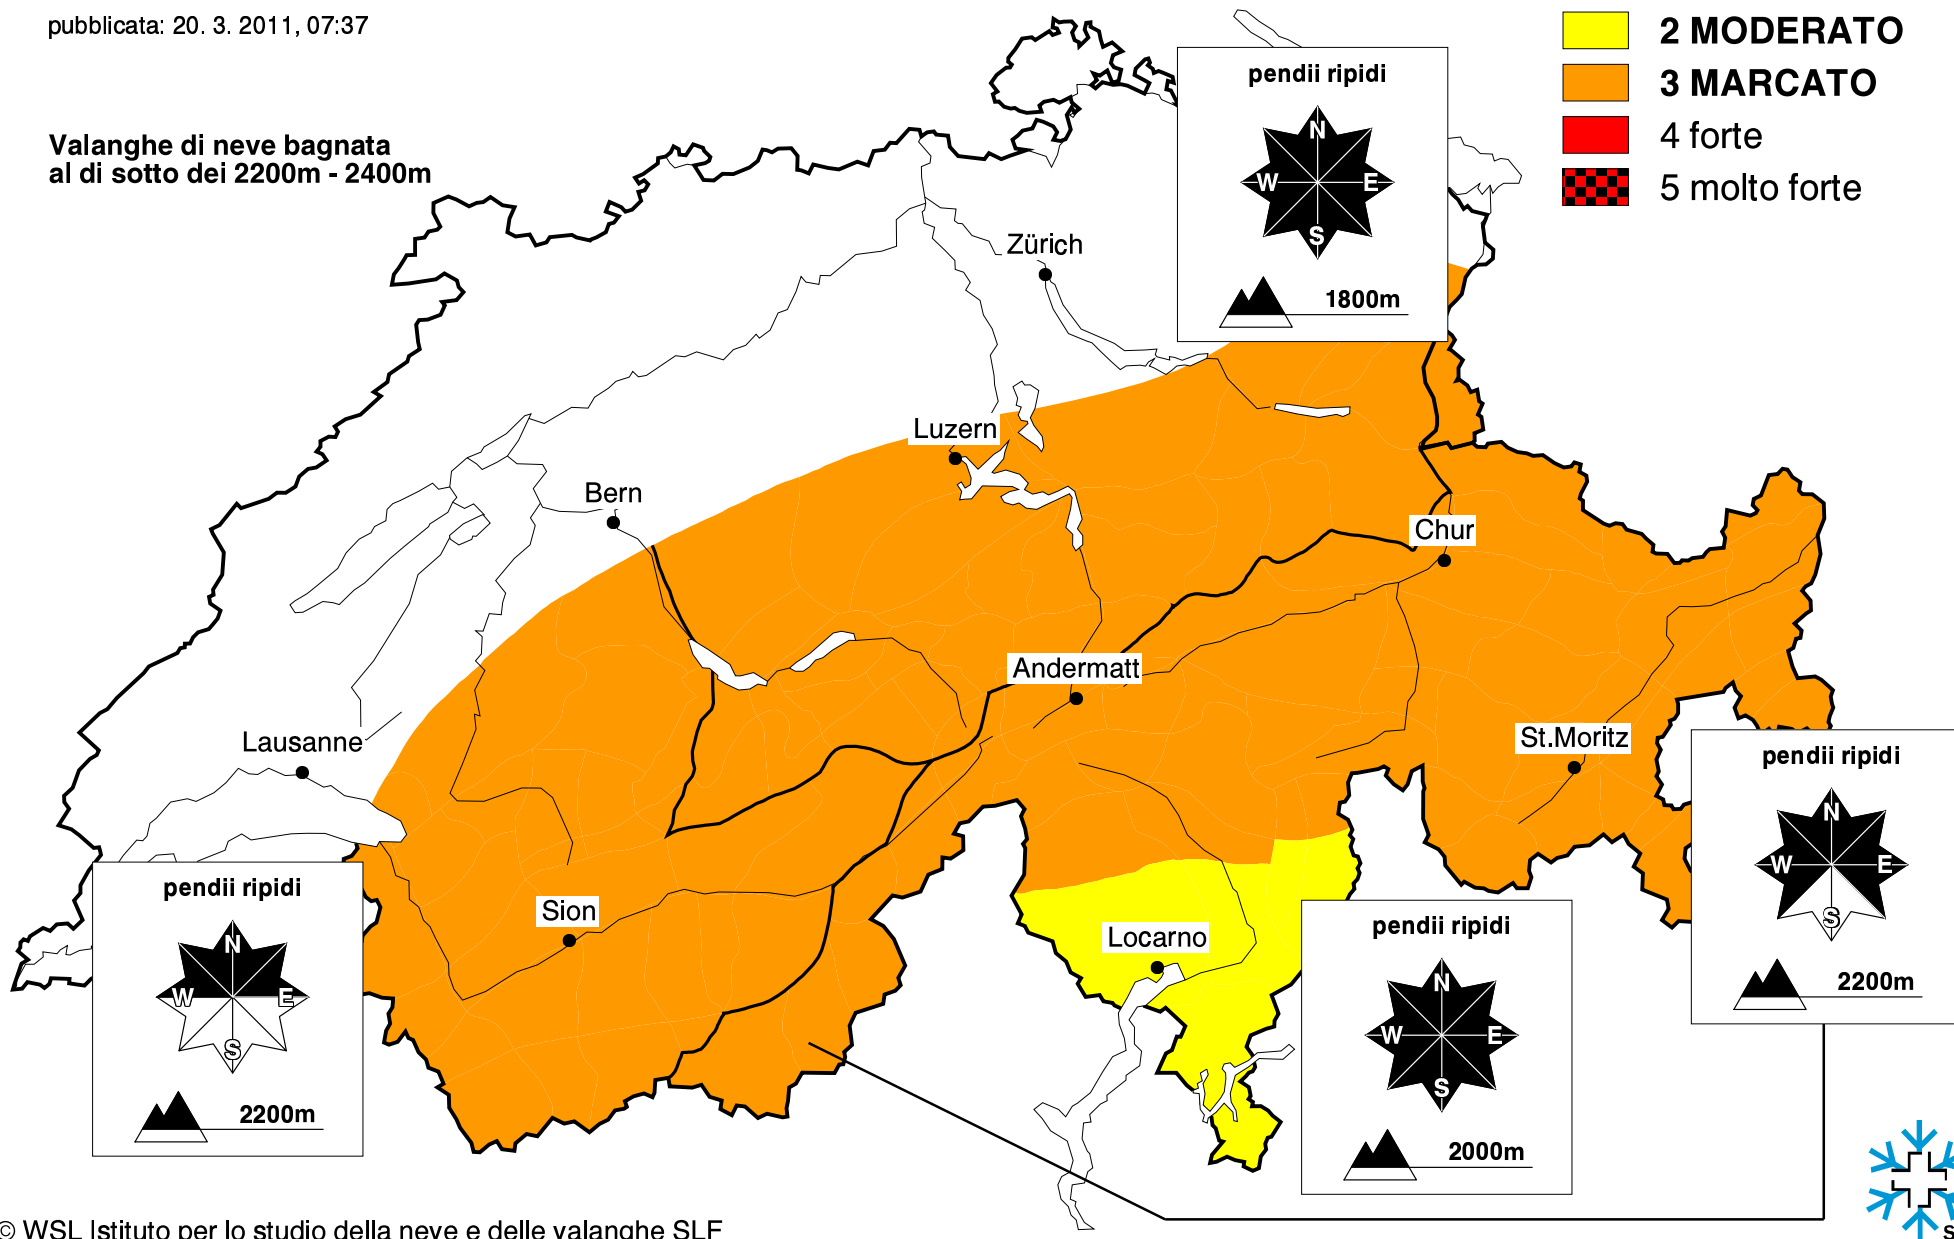 pubblicata: 20. 3. 2011, 07:37
2 MODERATO
3 MARCATO
4 forte
5 molto forte
Valanghe di neve bagnata
al di sotto dei 2200m - 2400m
pendii ripidi
N
W E
S
1800m
Zürich
Luzern
Bern
Chur
Andermatt
Lausanne
St.Moritz
pendii ripidi
N
W E
S
2200m
Sion
Locarno
pendii ripidi
N
W E
S
2200m
pendii ripidi
N
W E
S
2000m
© WSL Istituto per lo studio della neve e delle valanghe SLF
S